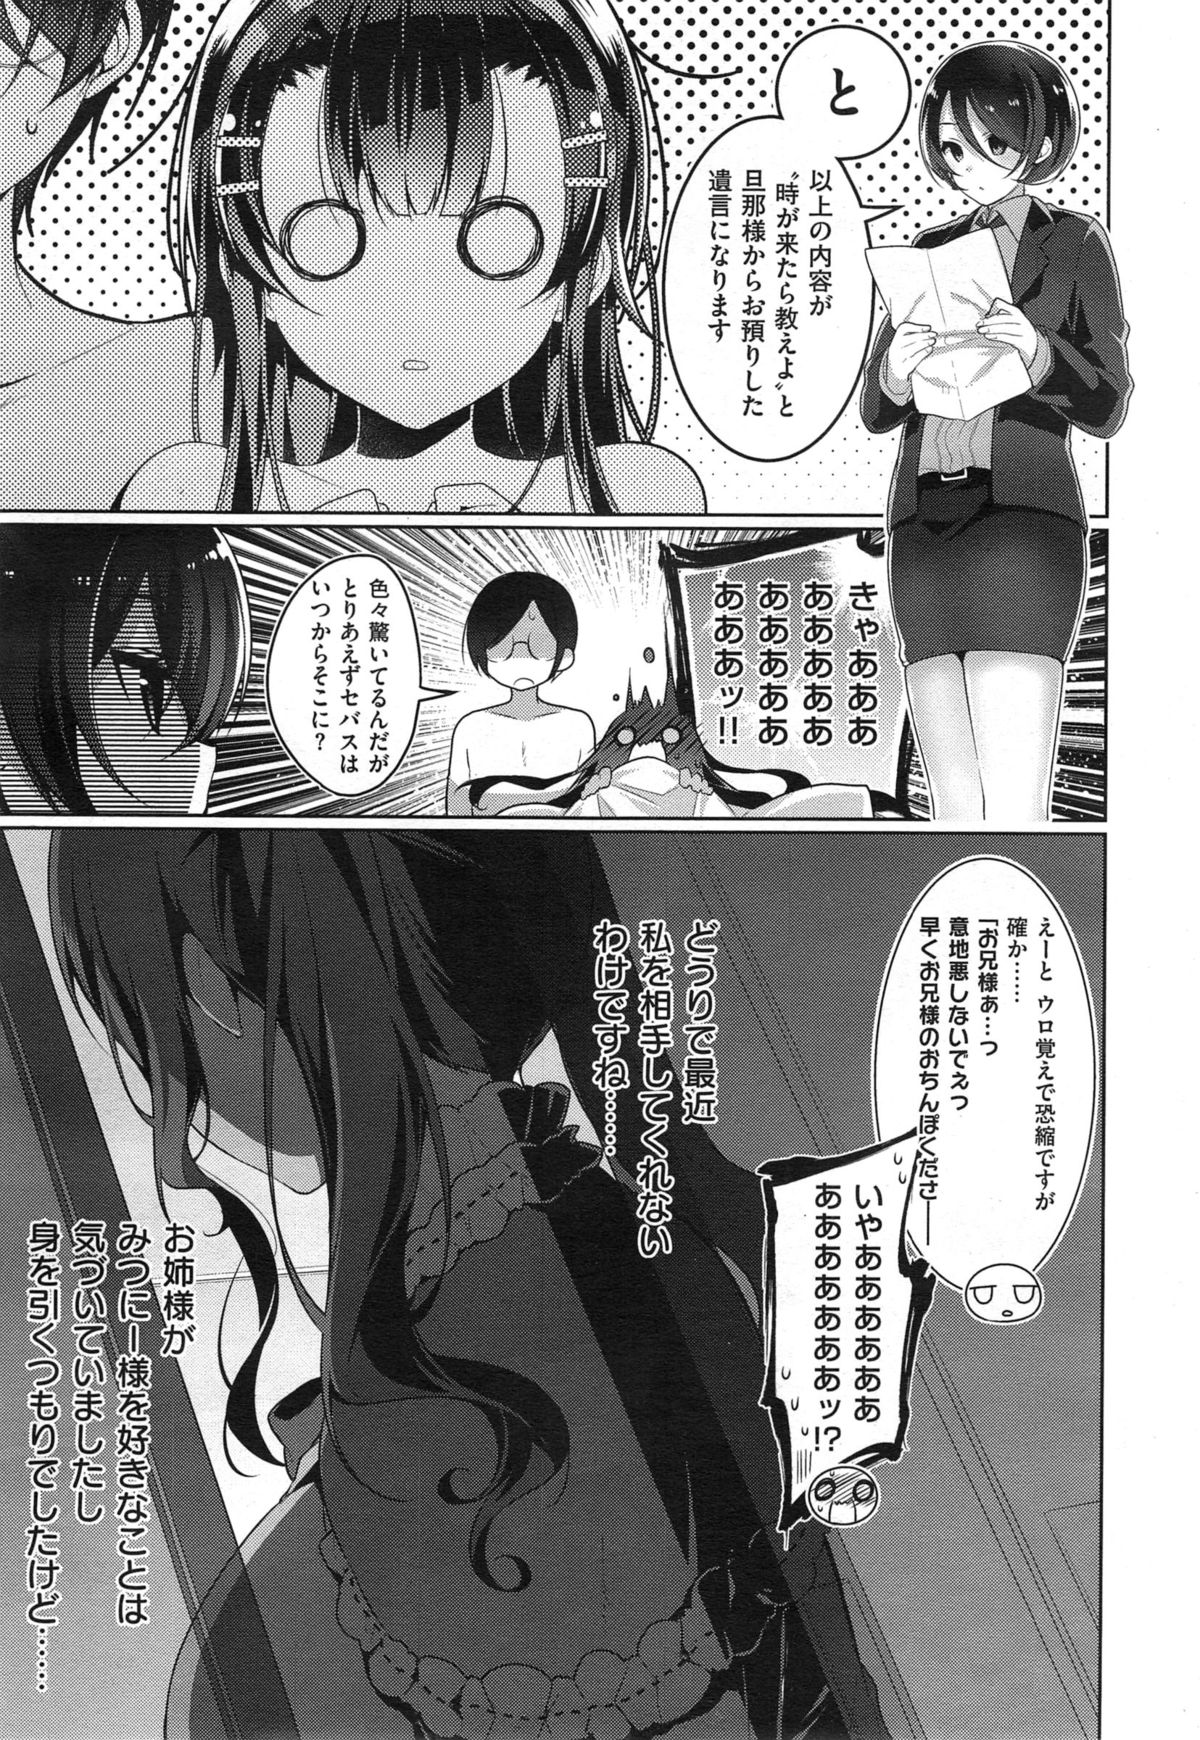 と
以上の内容が
〝時が来たら教えよ〟と
旦那様からお預りした
遺言になります
きゃあああ
あああああ
あああああ
あああッ!!
色々驚いてるんだが
とりあえずセバスは
いつからそこに？
えーと ウロ覚えで恐縮ですが
確か……
「お兄様ぁ…っ
意地悪しないでぇっ
早くお兄様のおちんぽくださ──
いやあああああああ
ああああああああッ!?
どうりで最近
私を相手してくれない
わけですね……
お姉様が
みつにー様を好きなことは
気づいていましたし
身を引くつもりでしたけど……